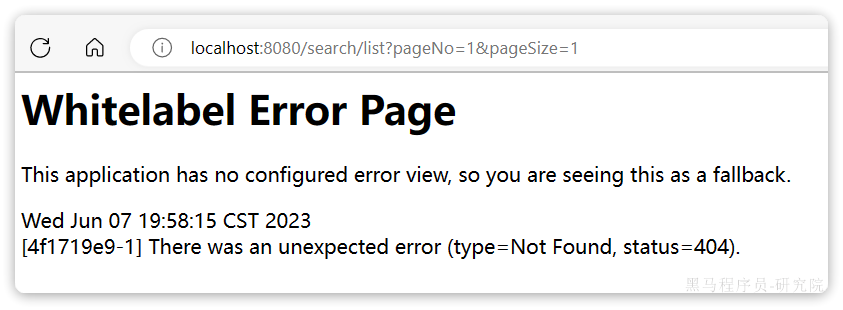 localhost:8080/search/list?pageNo=1&pageSize=1
Whitelabel Error Page
This application has no configured error view, so you are seeing this as a fallback.
Wed Jun 07 19:58:15 CST 2023
[4f1719e9-1] There was an unexpected error (type=Not Found, status=404).
黑马程序员-研究院